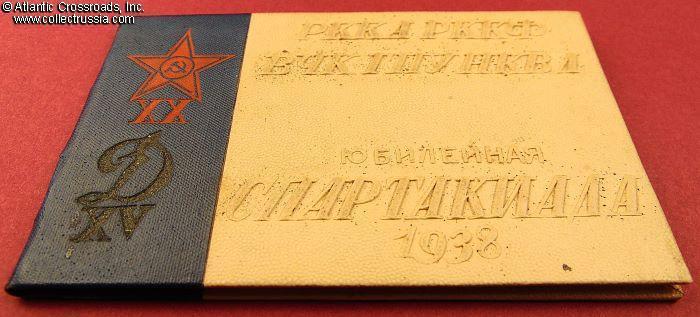 © Atlantic Crossroads, Inc.
www.collectrussia.com
XX
Д
XV
РККА РККФ
ВЧК ГПУ НКВД
ЮБИЛЕЙНАЯ
СПАРТАКИАДА
1938